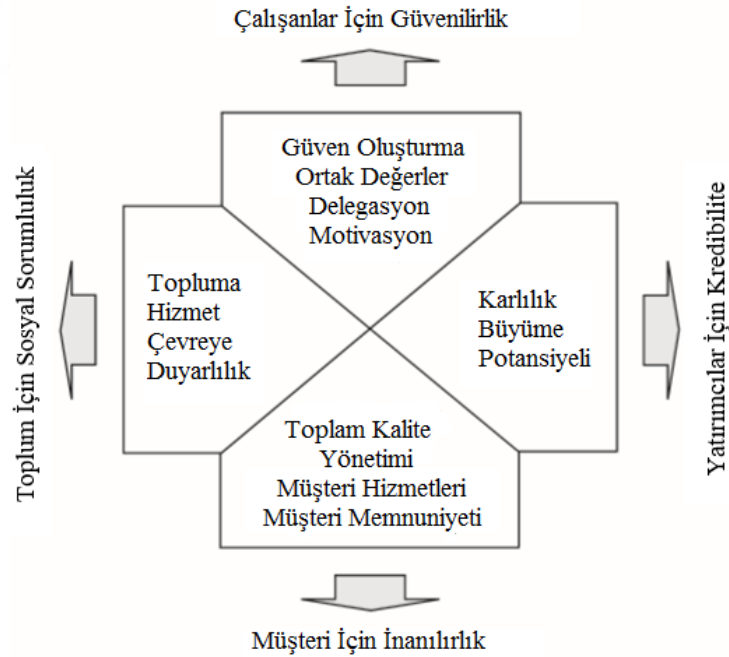 Çalışanlar İçin Güvenilirlik
Güven Oluşturma
Ortak Değerler
Delegasyon
Motivasyon
Toplum İçin Sosyal Sorumluluk
Topluma
Hizmet
Çevreye
Duyarlılık
Karlılık
Büyüme
Potansiyeli
Yatırımcılar İçin Kredibilite
Toplam Kalite
Yönetimi
Müşteri Hizmetleri
Müşteri Memnuniyeti
Müşteri İçin İnanılırlık